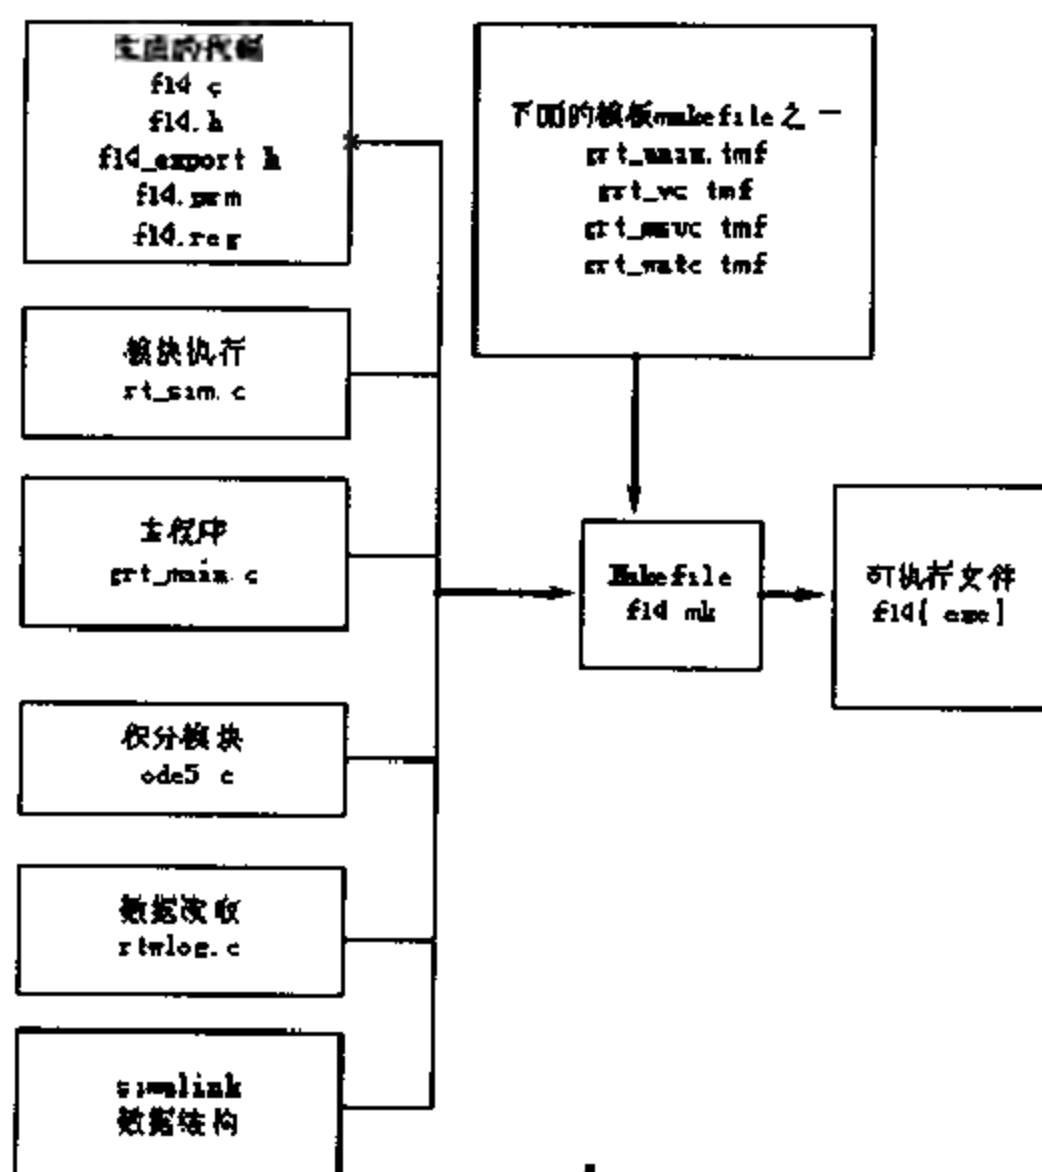 生成的代码
f14 c
f14.h
f14_export h
f14.prm
f14.reg
模块执行
rt_sim.c
主程序
grt_main.c
积分模块
ode5 c
数据
rtwlog.c
simulink
数据结构
下面的模板makefile之一
grt_unix.tmf
grt_vc tmf
grt_msvc tmf
grt_watc tmf
Makefile
f14 mk
可执行文件
f14[ exe]